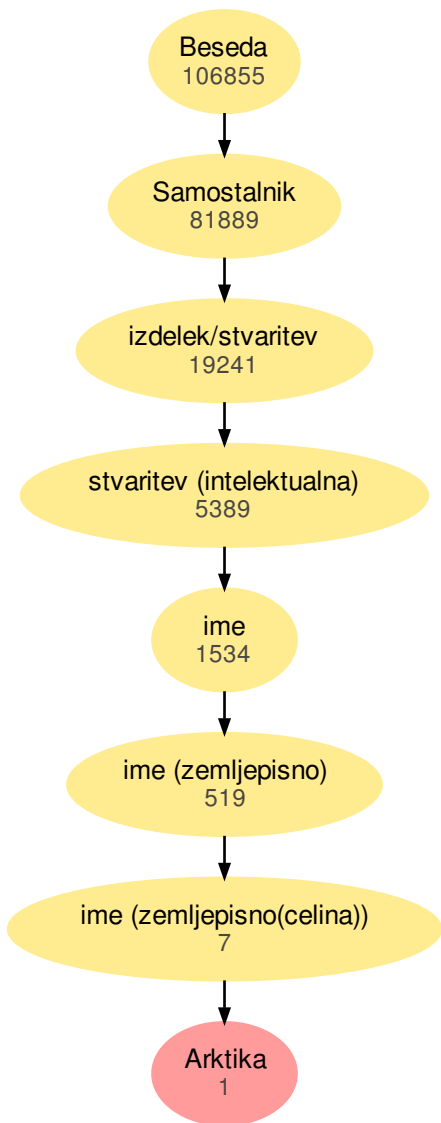 Beseda
106855
Samostalnik
81889
izdelek/stvaritev
19241
stvaritev (intelektualna)
5389
ime
1534
ime (zemljepisno)
519
ime (zemljepisno(celina))
7
Arktika
1